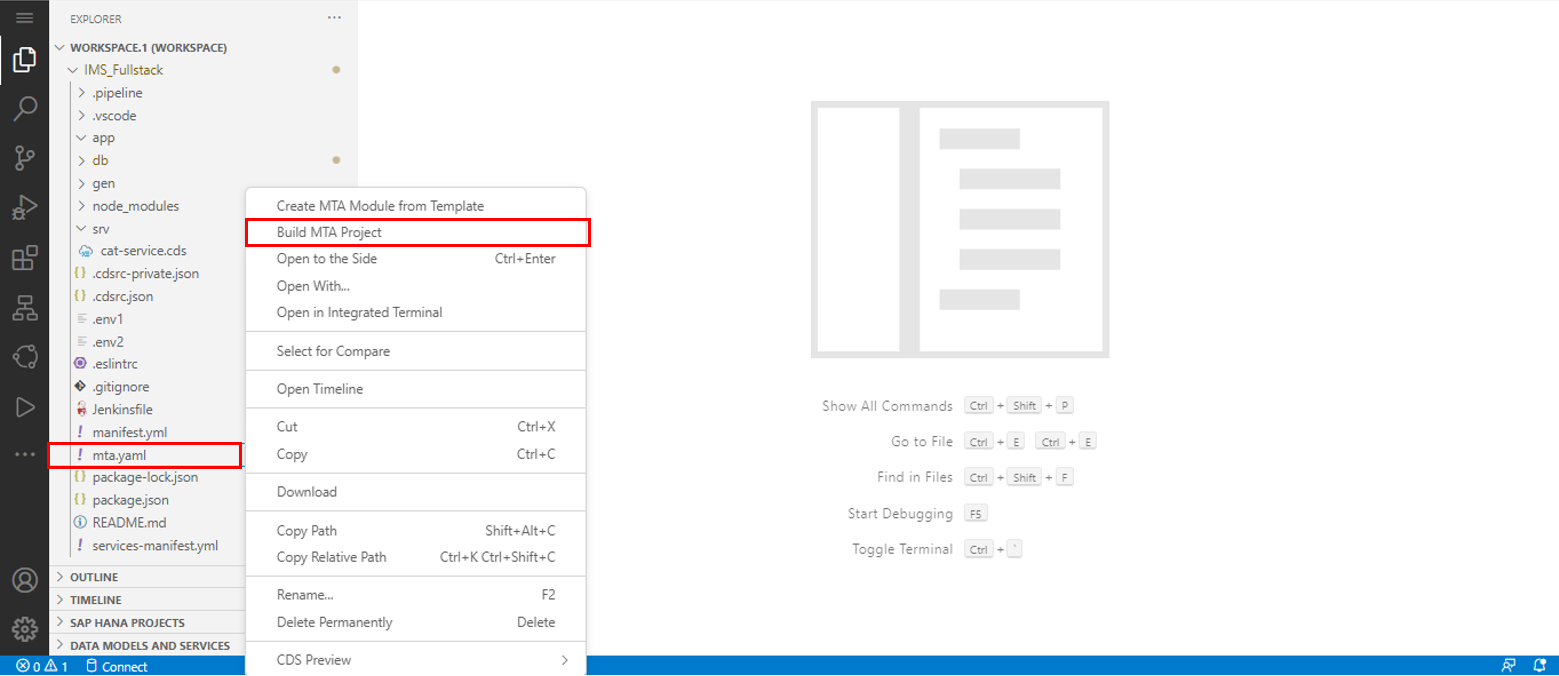 EXPLORER
WORKSPACE.1 (WORKSPACE)
IMS_Fullstack
.pipeline
.vscode
app
db
gen
node_modules
srv
cat-service.cds
.cdsrc-private.json
.cdsrc.json
.env1
.env2
.eslintrc
.gitignore
Jenkinsfile
! manifest.yml
! mta.yaml
package-lock.json
package.json
README.md
! services-manifest.yml
OUTLINE
TIMELINE
SAP HANA PROJECTS
DATA MODELS AND SERVICES
0 1 Connect
Create MTA Module from Template
Build MTA Project
Open to the Side Ctrl+Enter
Open With...
Open in Integrated Terminal
Select for Compare
Open Timeline
Cut Ctrl+X
Copy Ctrl+C
Download
Copy Path Shift+Alt+C
Copy Relative Path Ctrl+K Ctrl+Shift+C
Rename... F2
Delete Permanently Delete
CDS Preview
Show All Commands Ctrl + Shift + P
Go to File Ctrl + E Ctrl + E
Find in Files Ctrl + Shift + F
Start Debugging F5
Toggle Terminal Ctrl + `